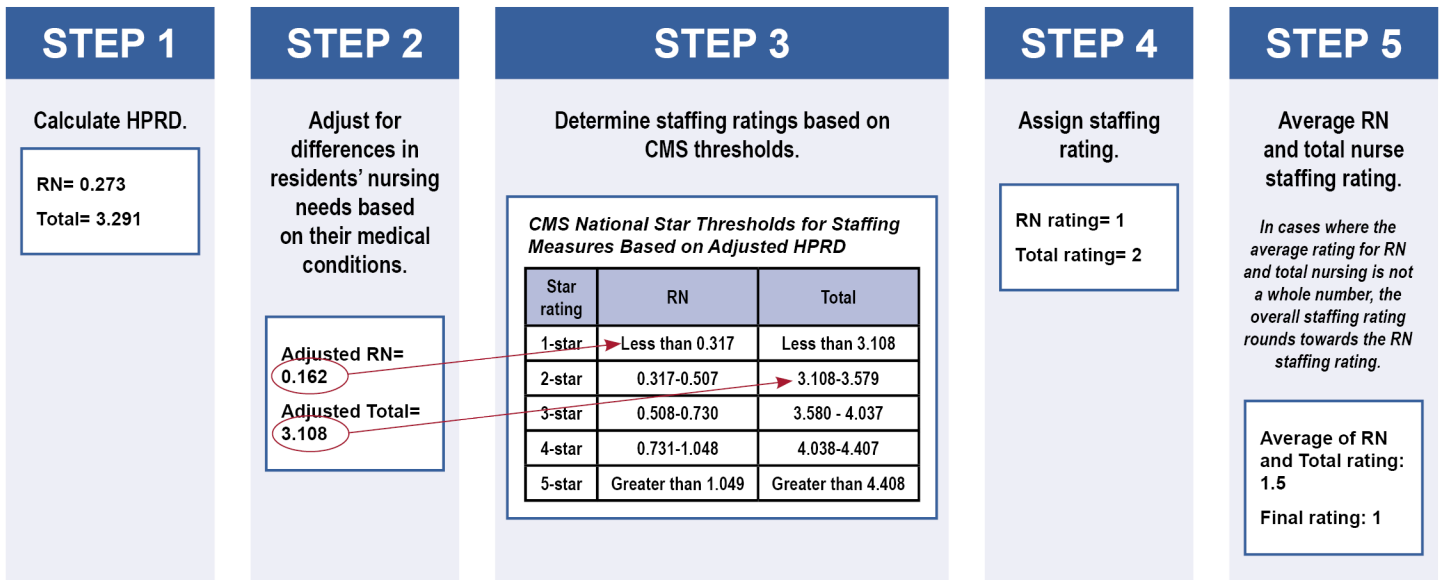 STEP 1
Calculate HPRD.
RN= 0.273
Total= 3.291
STEP 2
Adjust for
differences in
residents’ nursing
needs based
on their medical
conditions.
Adjusted RN=
0.162
Adjusted Total=
3.108
STEP 3
Determine staffing ratings based on
CMS thresholds.
CMS National Star Thresholds for Staffing
Measures Based on Adjusted HPRD
Star
rating
RN
Total
1-star Less than 0.317 Less than 3.108
2-star 0.317-0.507 3.108-3.579
3-star 0.508-0.730 3.580 - 4.037
4-star 0.731-1.048 4.038-4.407
5-star Greater than 1.049 Greater than 4.408
STEP 4
Assign staffing
rating.
RN rating= 1
Total rating= 2
STEP 5
Average RN
and total nurse
staffing rating.
In cases where the
average rating for RN
and total nursing is not
a whole number, the
overall staffing rating
rounds towards the RN
staffing rating.
Average of RN
and Total rating:
1.5
Final rating: 1